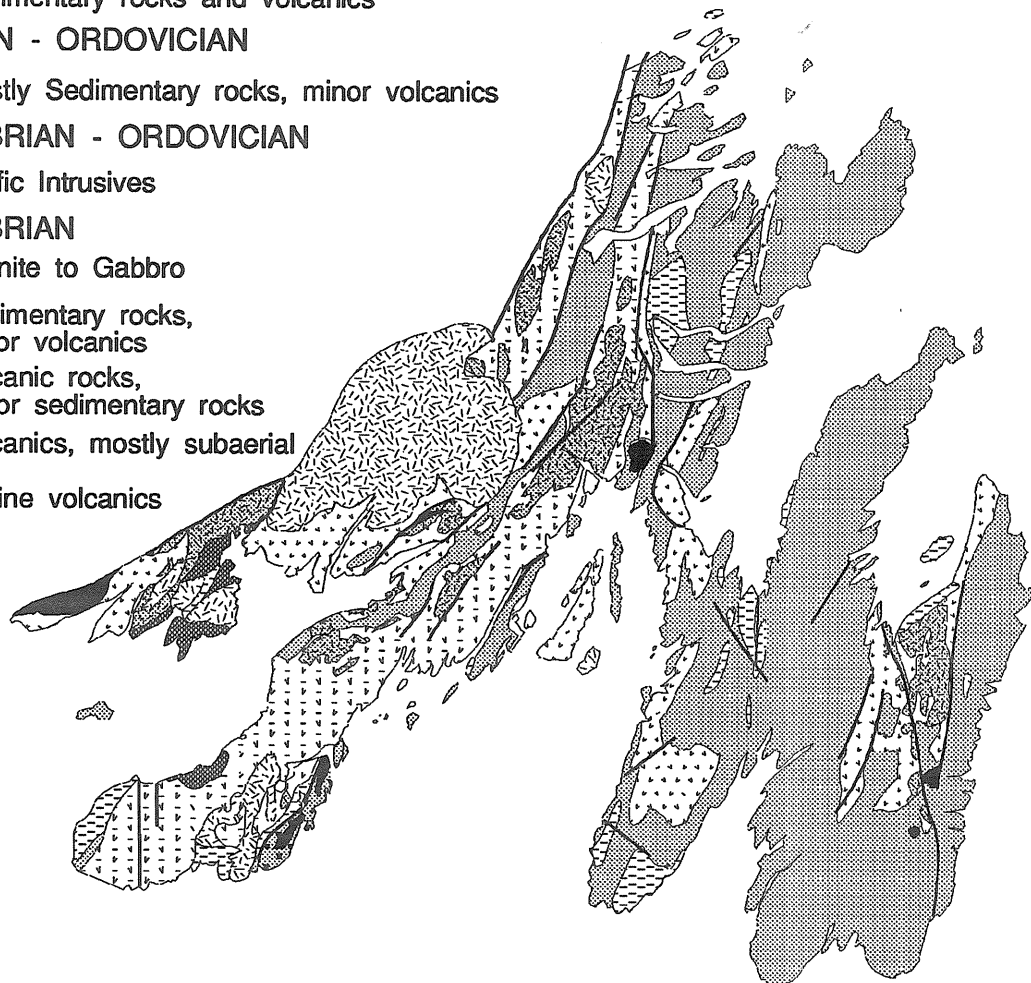 imentary rocks and volcanics
N - ORDOVICIAN
stly Sedimentary rocks, minor volcanics
BRIAN - ORDOVICIAN
fic Intrusives
BRIAN
nite to Gabbro
imentary rocks,
or volcanics
canic rocks,
or sedimentary rocks
canics, mostly subaerial
ine volcanics